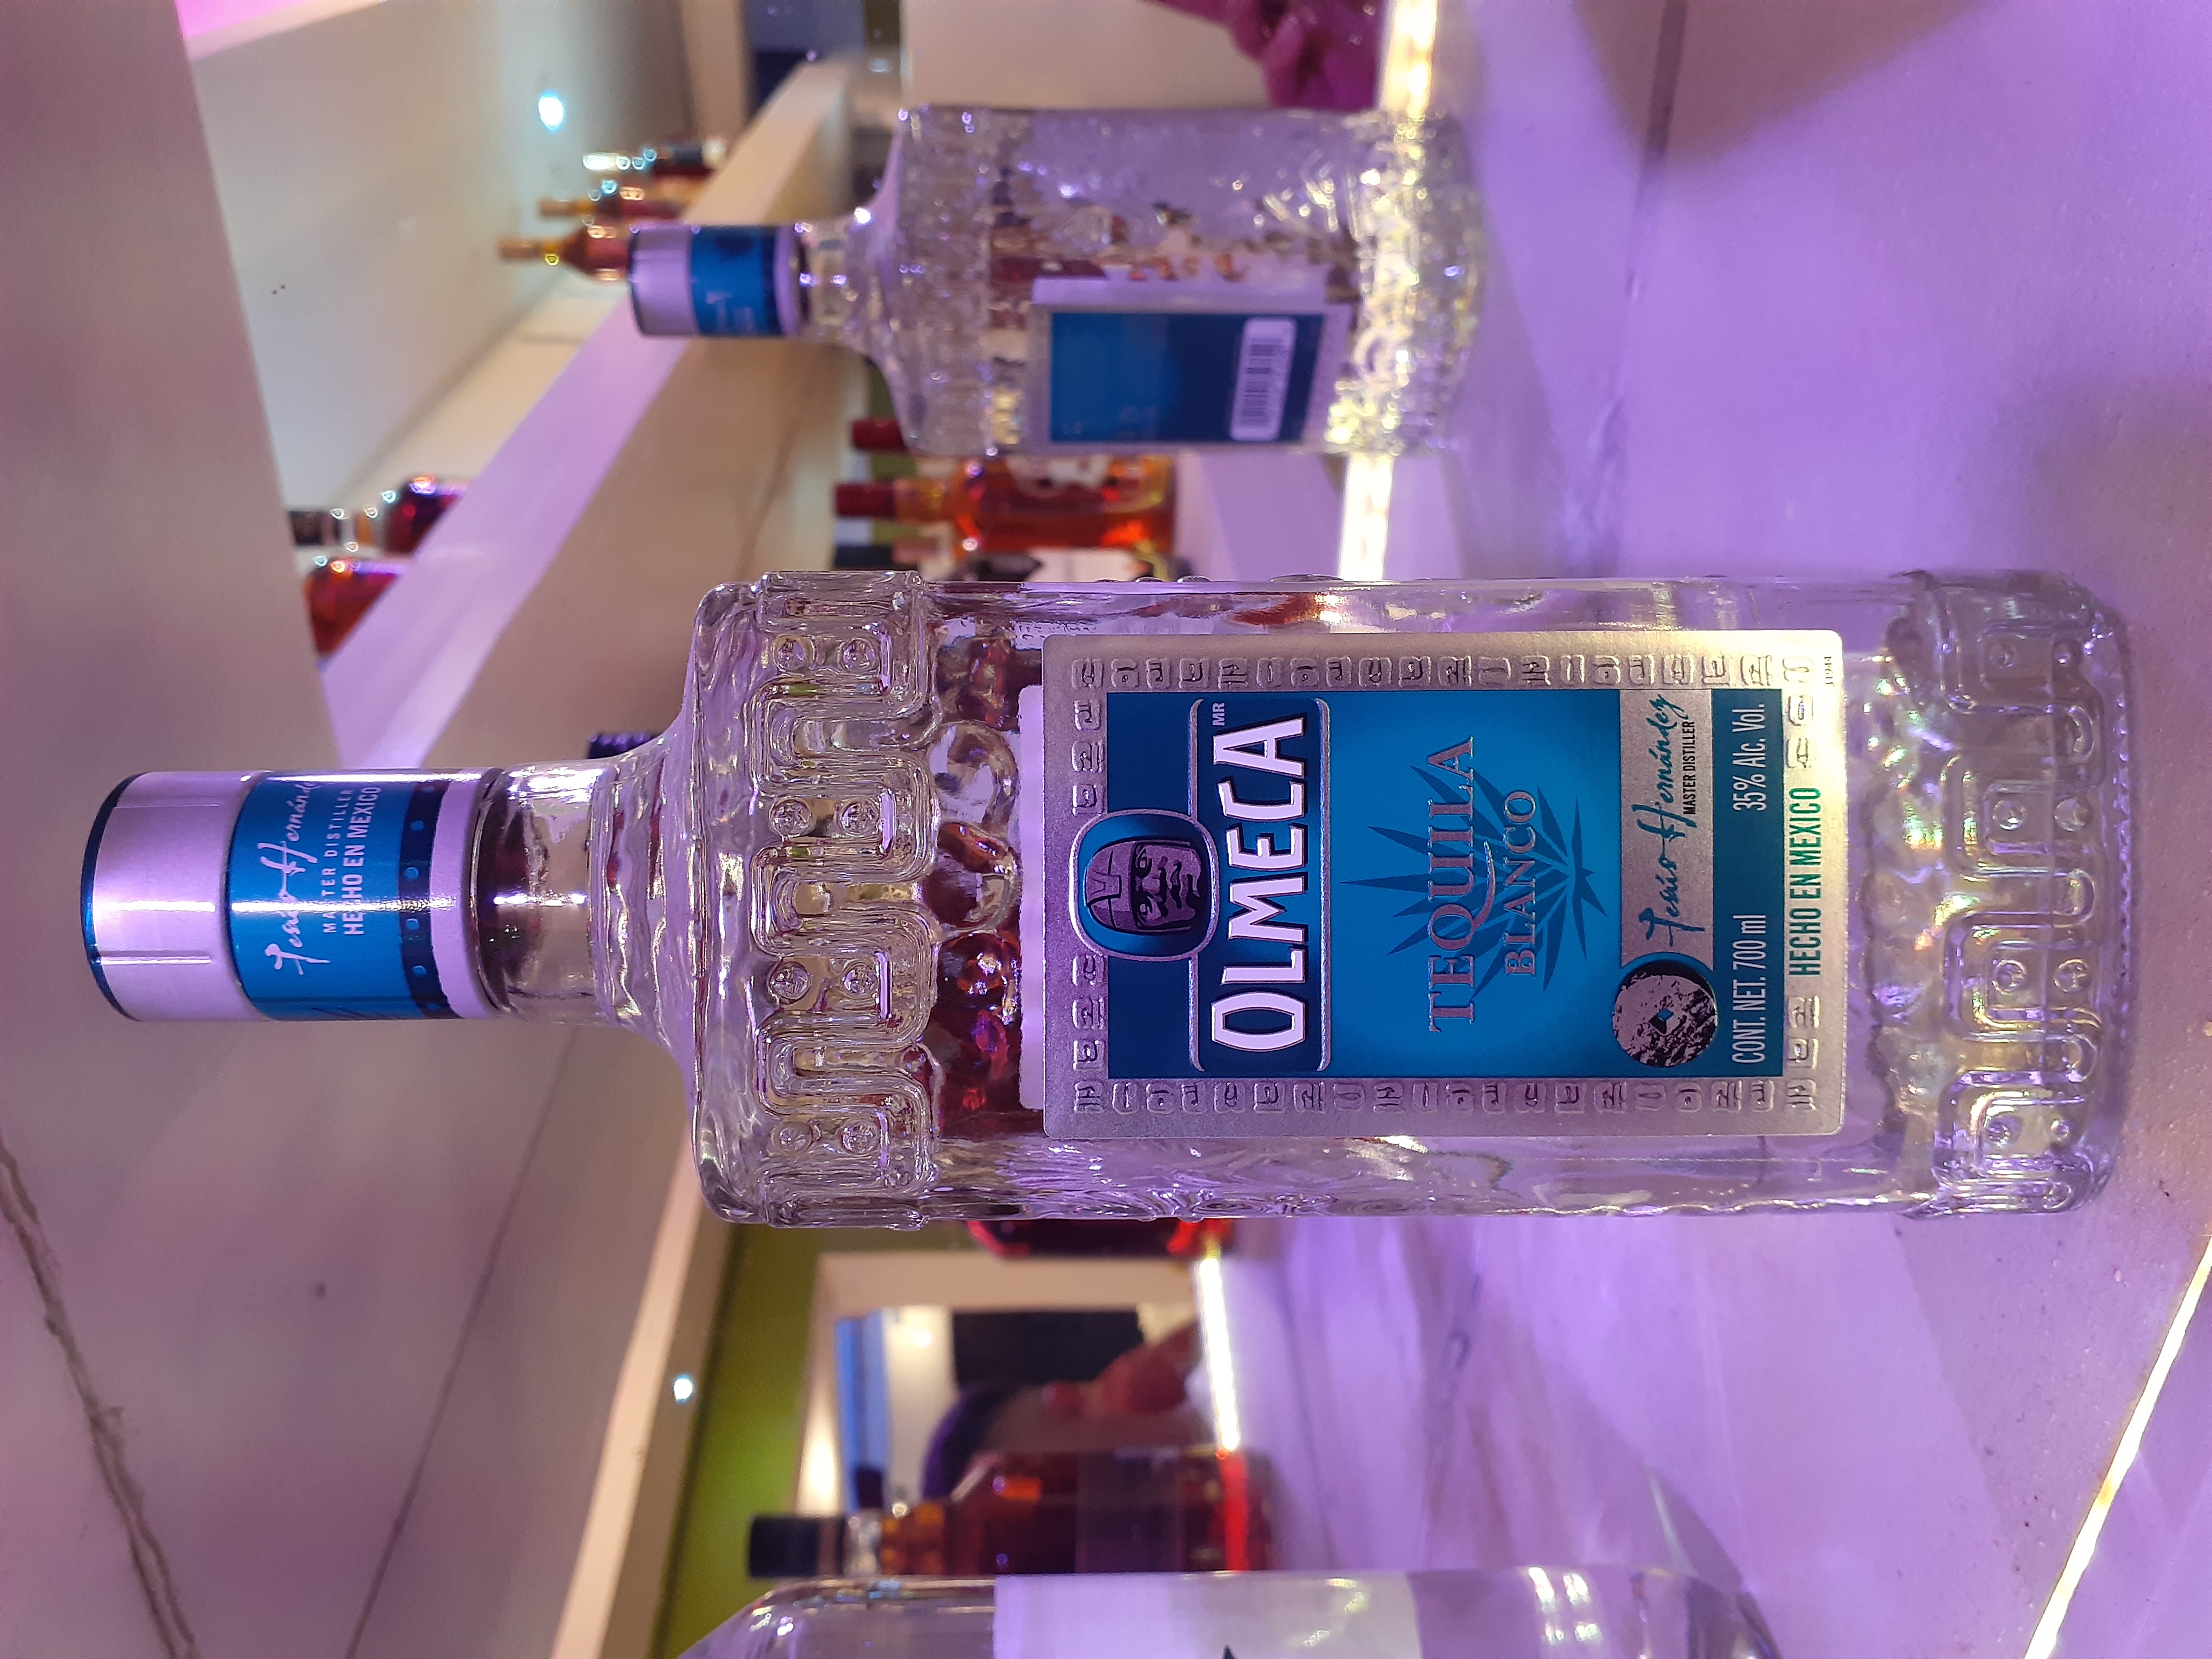 Jesús Hernández
MASTER DISTILLER
HECHO EN MEXICO
OLMECA MR
TEQUILA
BLANCO
Jesús Hernández
MASTER DISTILLER
CONT. NET. 700 ml 35% Alc. Vol.
HECHO EN MEXICO